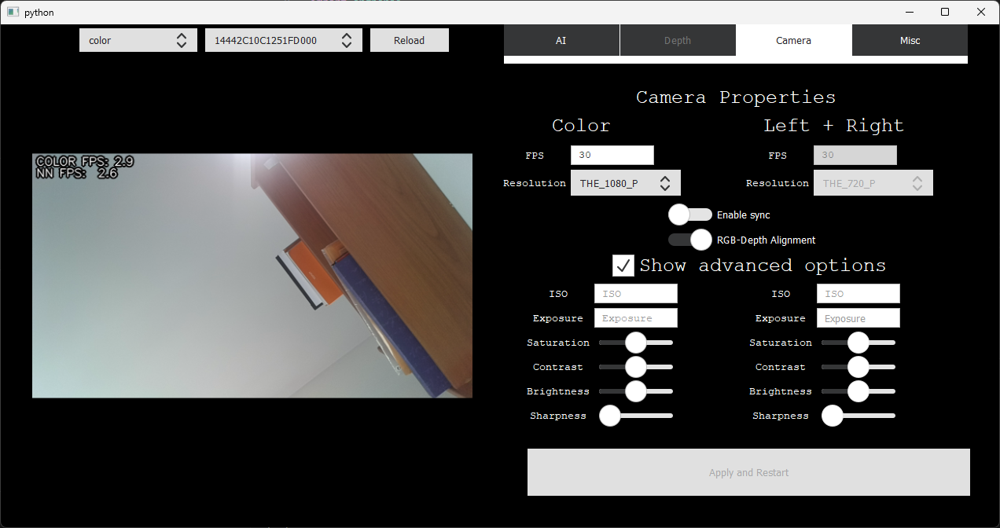 python
color
14442C10C1251FD000
Reload
AI
Depth
Camera
Misc
COLOR FPS: 2.9
NN FPS: 2.6
Camera Properties
Color
Left + Right
FPS
30
FPS
30
Resolution
THE_1080_P
Resolution
THE_720_P
Enable sync
RGB-Depth Alignment
Show advanced options
ISO
ISO
ISO
ISO
Exposure
Exposure
Exposure
Exposure
Saturation
Saturation
Contrast
Contrast
Brightness
Brightness
Sharpness
Sharpness
Apply and Restart